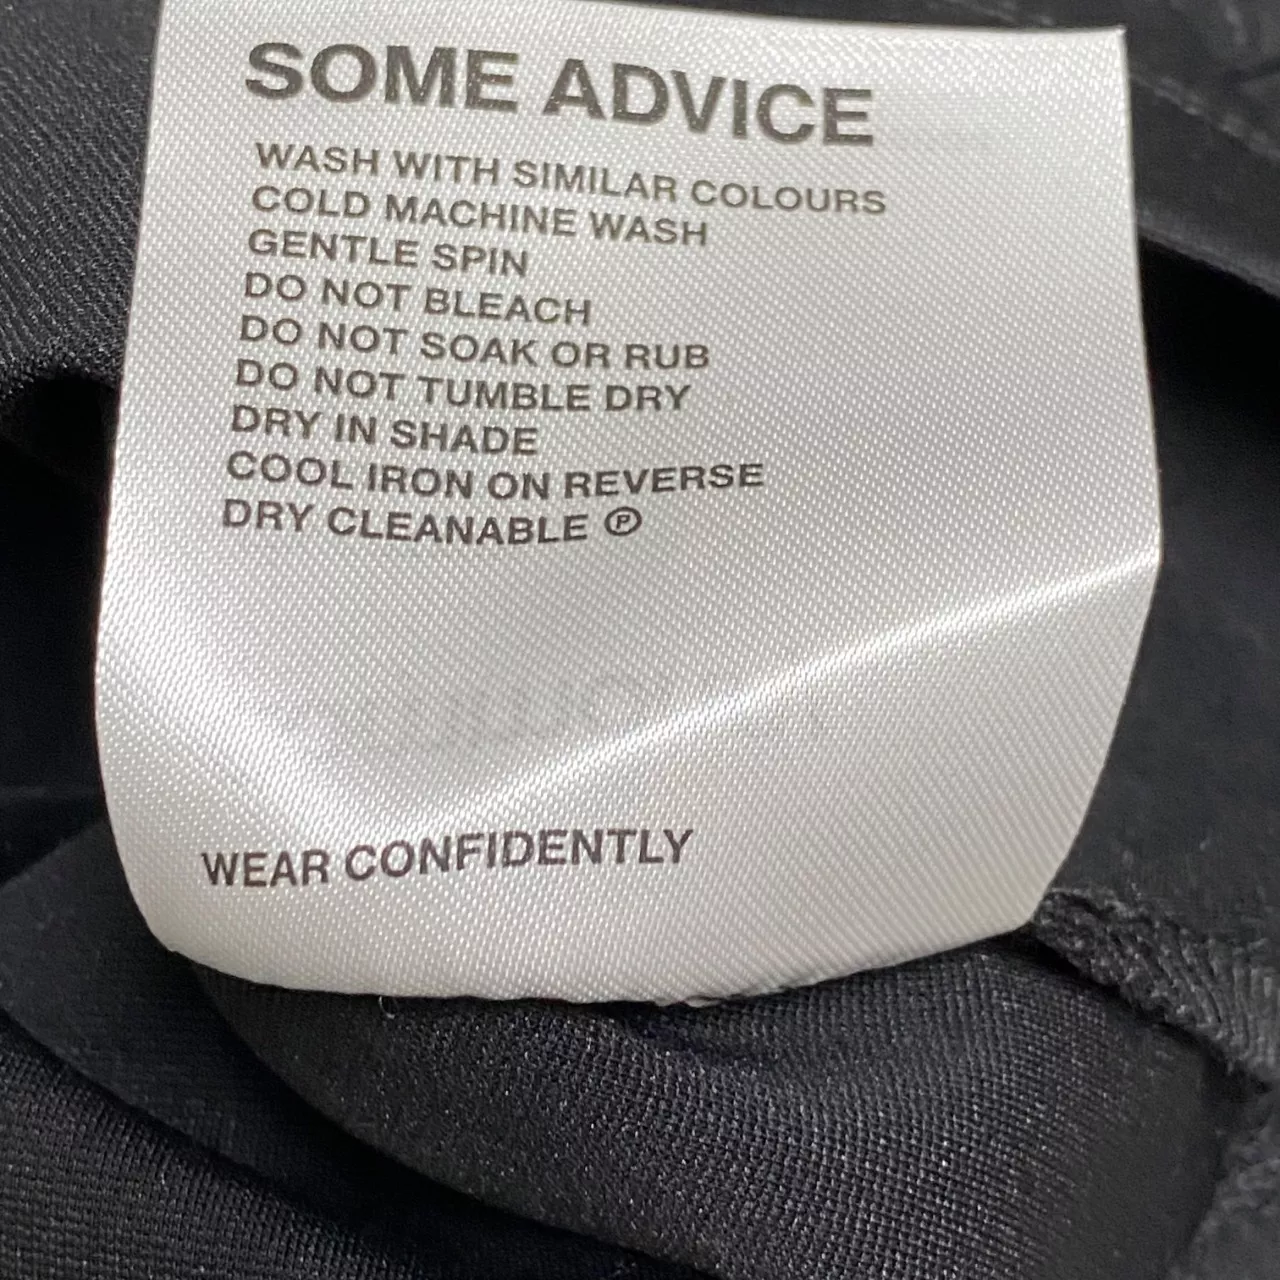 SOME ADVICE
WASH WITH SIMILAR COLOURS
COLD MACHINE WASH
GENTLE SPIN
DO NOT BLEACH
DO NOT SOAK OR RUB
DO NOT TUMBLE DRY
DRY IN SHADE
COOL IRON ON REVERSE
DRY CLEANABLE Ⓟ
WEAR CONFIDENTLY